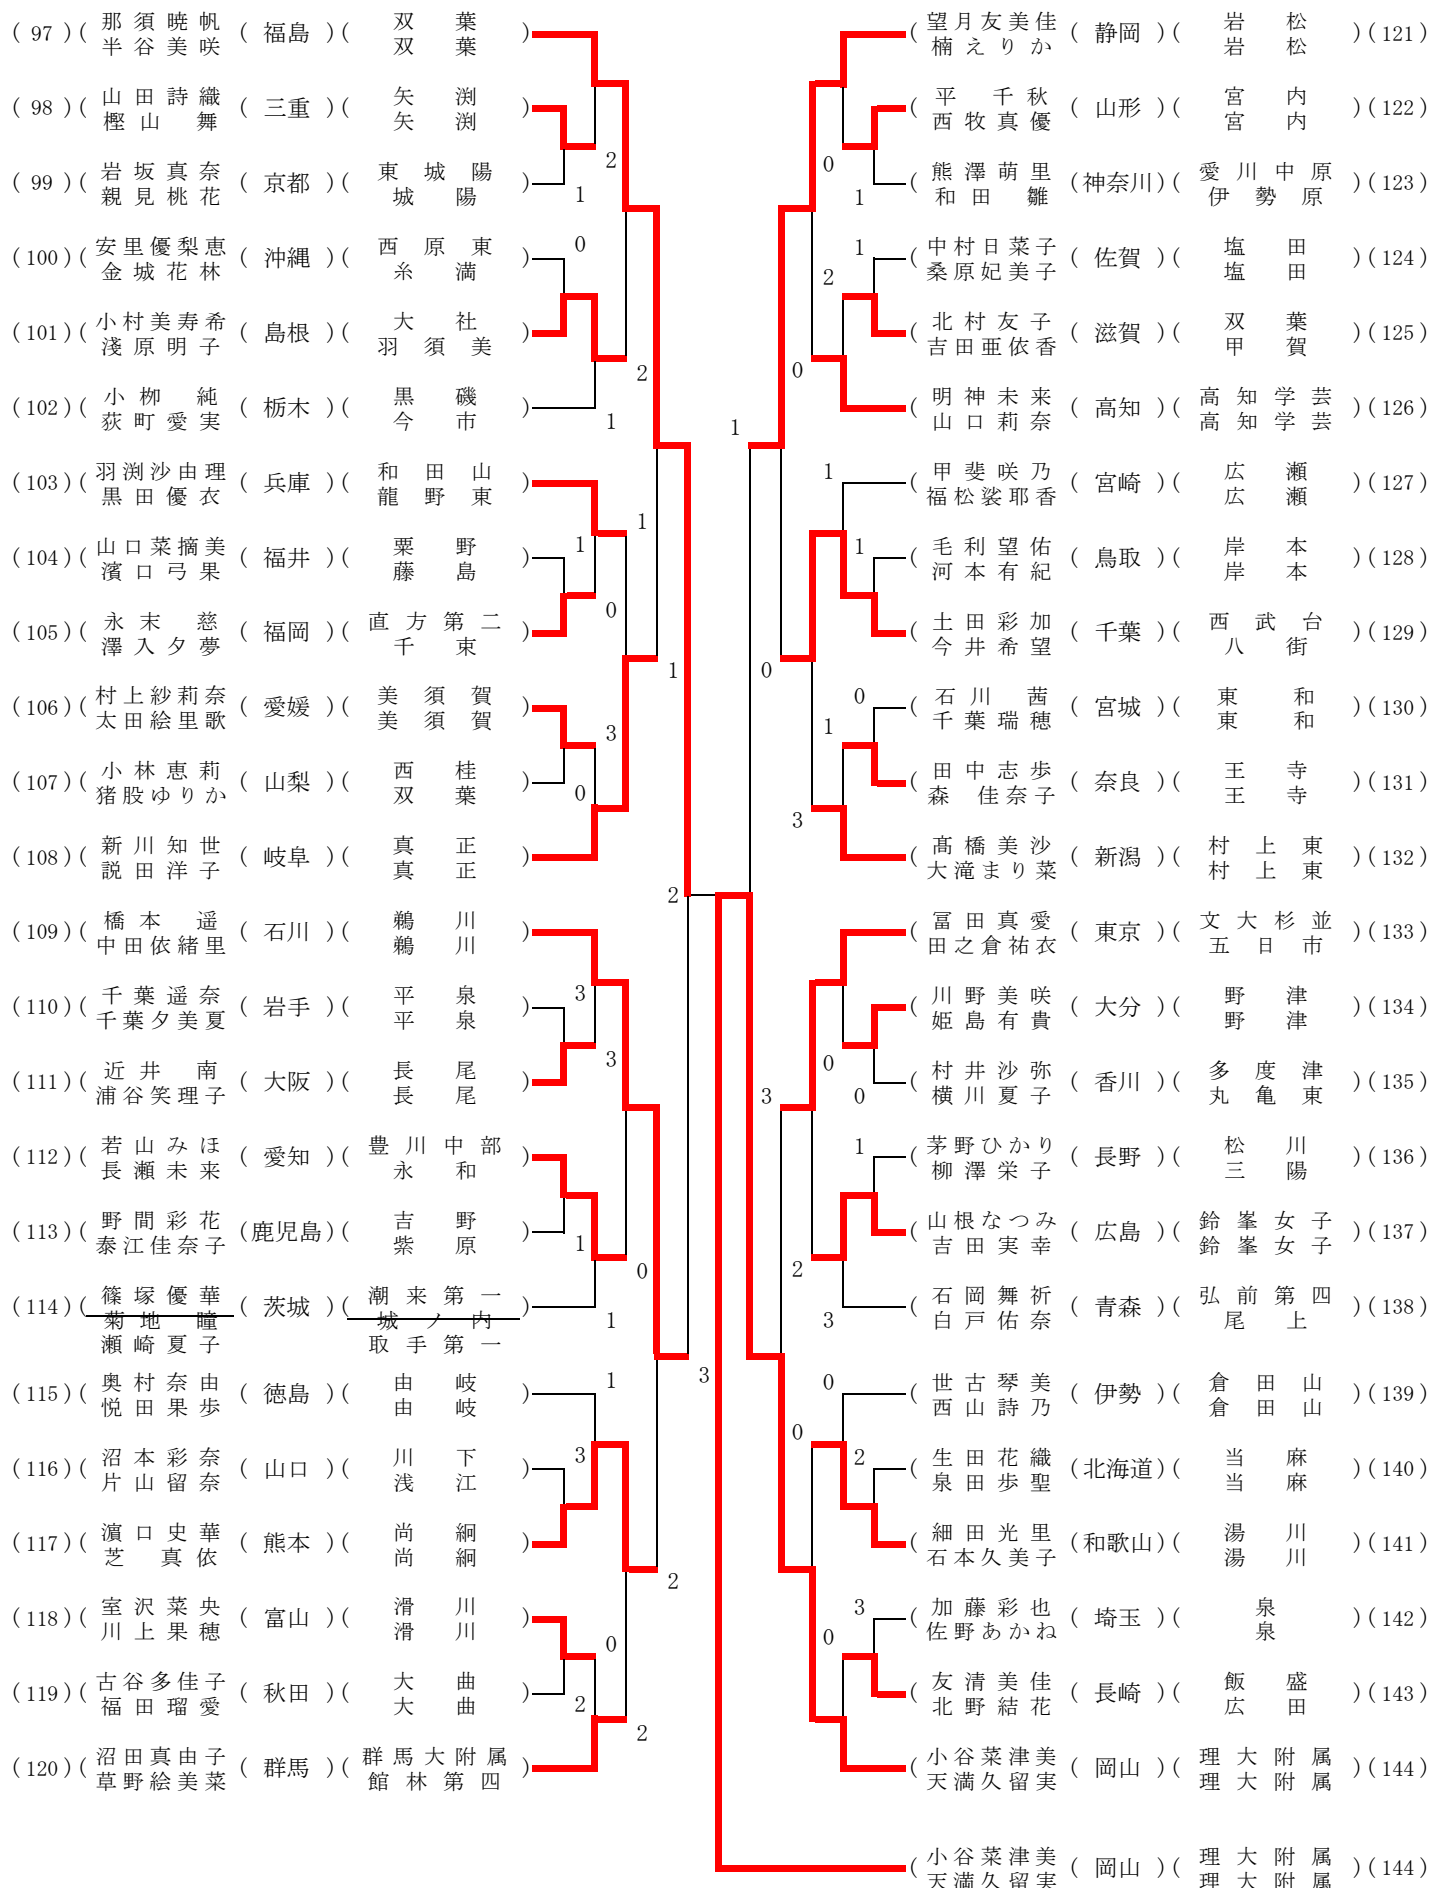 (97)(那須暁帆(福島)(双葉)
半谷美咲 双葉
(98)(山田詩織(三重)(矢渕)
樫山舞 矢渕
2
(99)(岩坂真奈(京都)(東城陽)
親見桃花 城陽
1
(100)(安里優梨恵(沖縄)(西原東)
金城花林 糸満
0
(101)(小村美寿希(島根)(大社)
淺原明子 羽須美
2
(102)(小栁純(栃木)(黒磯)
荻町愛実 今市
1
(103)(羽渕沙由理(兵庫)(和田山)
黒田優衣 龍野東
1
(104)(山口菜摘美(福井)(粟野)
濱口弓果 藤島
1
(105)(永末慈(福岡)(直方第二)
澤入夕夢 千束
0
1
(106)(村上紗莉奈(愛媛)(美須賀)
太田絵里歌 美須賀
3
(107)(小林恵莉(山梨)(西桂)
猪股ゆりか 双葉
0
(108)(新川知世(岐阜)(真正)
説田洋子 真正
2
(109)(橋本遥(石川)(鵜川)
中田依緒里 鵜川
(110)(千葉遥奈(岩手)(平泉)
千葉夕美夏 平泉
3
(111)(近井南(大阪)(長尾)
浦谷笑理子 長尾
3
(112)(若山みほ(愛知)(豊川中部)
長瀬未来 永和
(113)(野間彩花(鹿児島)(吉野)
泰江佳奈子 紫原
1
0
(114)(篠塚優華(茨城)(潮来第一)
菊地瞳 城ノ内
瀬崎夏子 取手第一
1
3
(115)(奥村奈由(徳島)(由岐)
悦田果歩 由岐
1
(116)(沼本彩奈(山口)(川下)
片山留奈 浅江
3
(117)(濵口史華(熊本)(尚絅)
芝真依 尚絅
2
(118)(室沢菜央(富山)(滑川)
川上果穂 滑川
0
(119)(古谷多佳子(秋田)(大曲)
福田瑠愛 大曲
2
2
(120)(沼田真由子(群馬)(群馬大附属)
草野絵美菜 館林第四
(望月友美佳(静岡)(岩松)(121)
楠えりか 岩松
(平千秋(山形)(宮内)(122)
西牧真優 宮内
0
(熊澤萌里(神奈川)(愛川中原)(123)
和田雛 伊勢原
1
(中村日菜子(佐賀)(塩田)(124)
桑原妃美子 塩田
1
2
(北村友子(滋賀)(双葉)(125)
吉田亜依香 甲賀
0
(明神未来(高知)(高知学芸)(126)
山口莉奈 高知学芸
1
(甲斐咲乃(宮崎)(広瀬)(127)
福松裟耶香 広瀬
1
(毛利望佑(鳥取)(岸本)(128)
河本有紀 岸本
1
(土田彩加(千葉)(西武台)(129)
今井希望 八街
0
(石川茜(宮城)(東和)(130)
千葉瑞穂 東和
0
1
(田中志歩(奈良)(王寺)(131)
森佳奈子 王寺
3
(髙橋美沙(新潟)(村上東)(132)
大滝まり菜 村上東
(冨田真愛(東京)(文大杉並)(133)
田之倉祐衣 五日市
(川野美咲(大分)(野津)(134)
姫島有貴 野津
0
(村井沙弥(香川)(多度津)(135)
横川夏子 丸亀東
0
3
(茅野ひかり(長野)(松川)(136)
柳澤栄子 三陽
1
(山根なつみ(広島)(鈴峯女子)(137)
吉田実幸 鈴峯女子
2
(石岡舞祈(青森)(弘前第四)(138)
白戸佑奈 尾上
3
(世古琴美(伊勢)(倉田山)(139)
西山詩乃 倉田山
0
0
(生田花織(北海道)(当麻)(140)
泉田歩聖 当麻
2
(細田光里(和歌山)(湯川)(141)
石本久美子 湯川
(加藤彩也(埼玉)(泉)(142)
佐野あかね 泉
3
0
(友清美佳(長崎)(飯盛)(143)
北野結花 広田
(小谷菜津美(岡山)(理大附属)(144)
天満久留実 理大附属
(小谷菜津美(岡山)(理大附属)(144)
天満久留実 理大附属